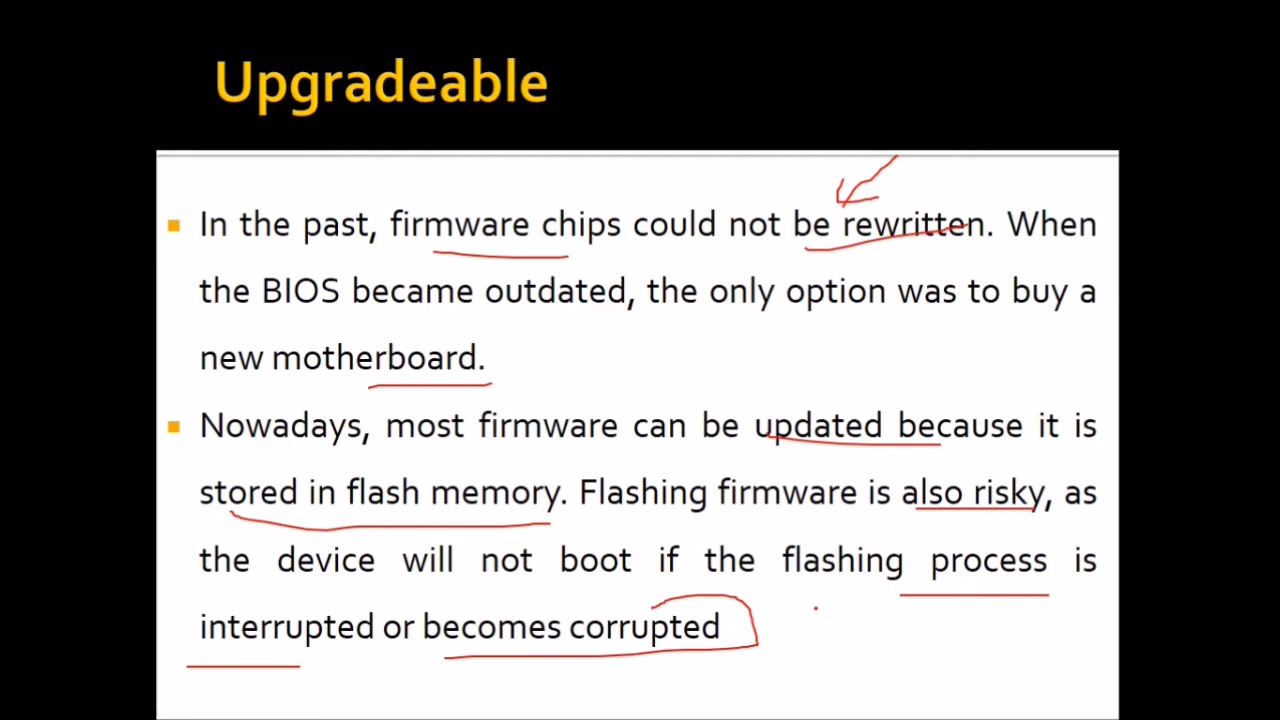 Upgradeable
In the past, firmware chips could not be rewritten. When
the BIOS became outdated, the only option was to buy a
new motherboard.
Nowadays, most firmware can be updated because it is
stored in flash memory. Flashing firmware is also risky, as
the device will not boot if the flashing process is
interrupted or becomes corrupted